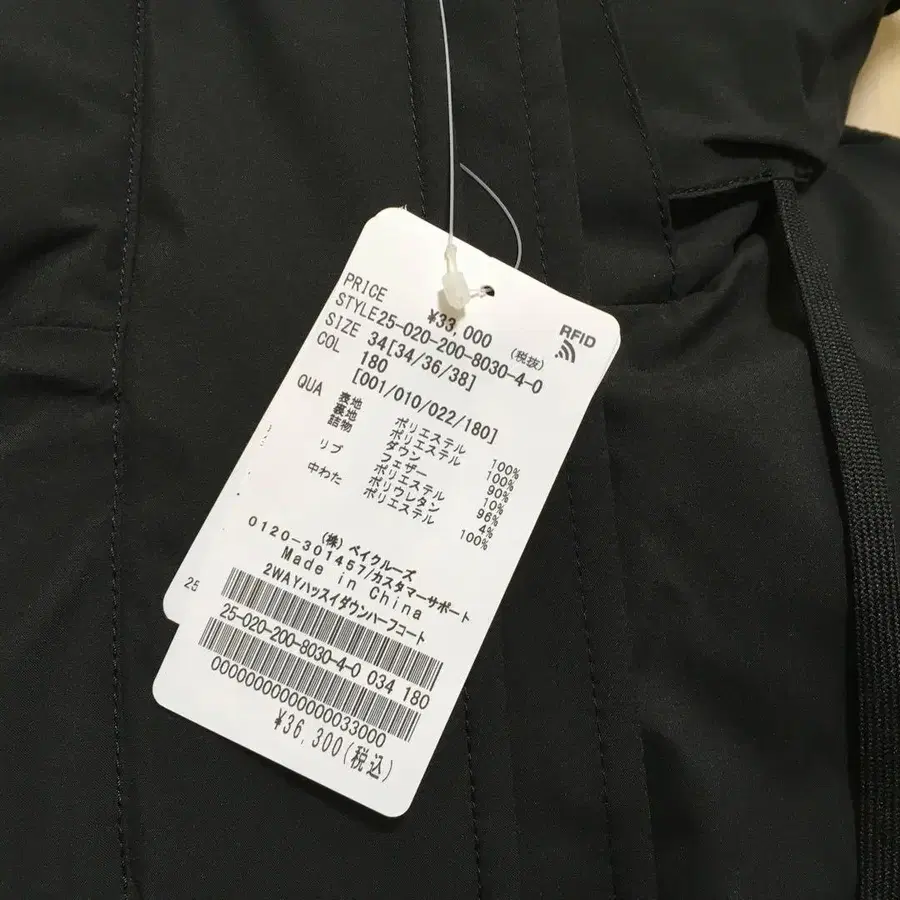 PRICE ¥33,000 (税抜)
RFID
STYLE25-020-200-8030-4-0
SIZE 34[34/36/38]
COL 180
[001/010/022/180]
QUA 表地 ポリエステル 100%
裏地 ポリエステル 100%
詰物 ダウン 90%
フェザー 10%
リブ ポリエステル 96%
ポリウレタン 4%
中わた ポリエステル 100%
(株) ベイクルーズ
0120-301457/カスタマーサポート
Made in China
2WAYハッスイダウンハーフコート
25
25-020-200-8030-4-0 034 180
0000000000000033000
¥36,300(税込)